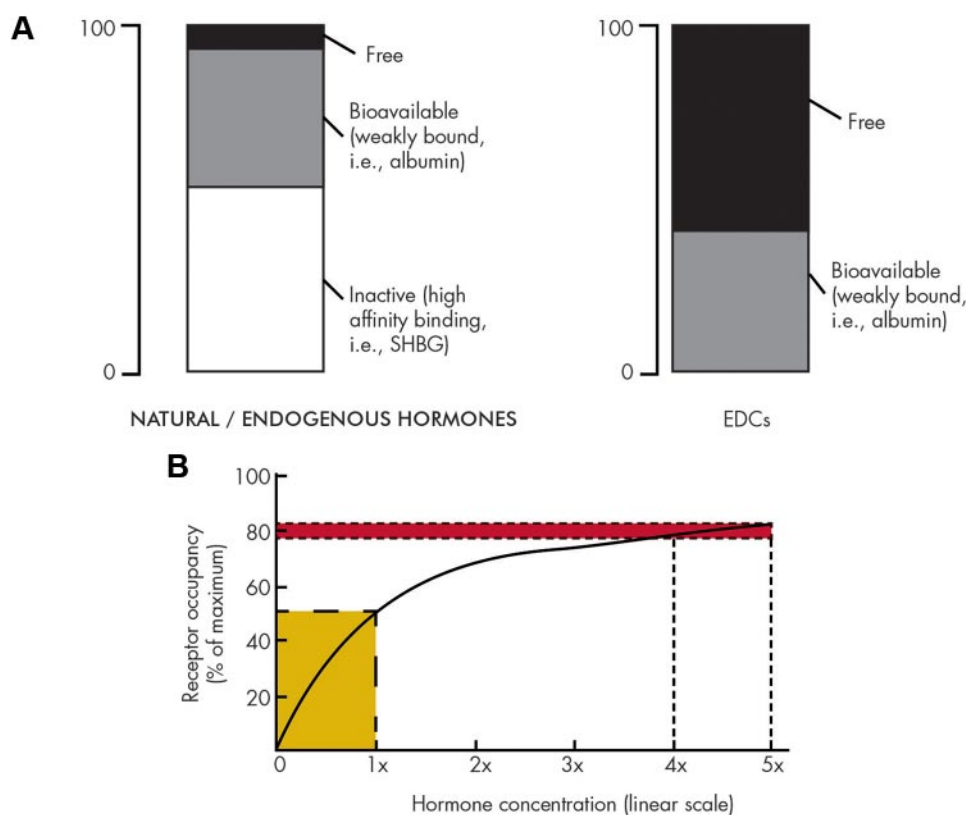 A
100
Free
Bioavailable
(weakly bound,
i.e., albumin)
Inactive (high
affinity binding,
i.e., SHBG)
0
NATURAL / ENDOGENOUS HORMONES
100
Free
Bioavailable
(weakly bound,
i.e., albumin)
0
EDCs
B
Receptor occupancy
(% of maximum)
100
80
60
40
20
0
1x
2x
3x
4x
5x
Hormone concentration (linear scale)